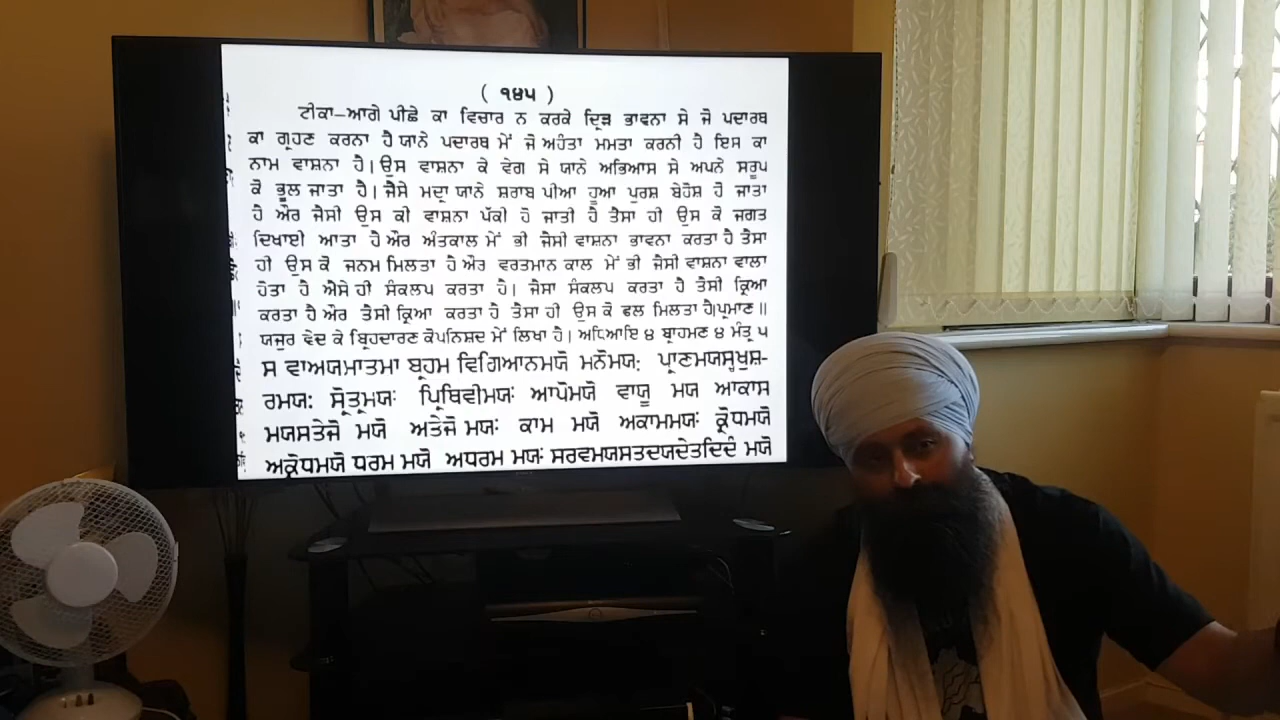 ( ੧੪੫ )
ਟੀਕਾ–ਆਗੇ ਪੀਛੇ ਕਾ ਵਿਚਾਰ ਨ ਕਰਕੇ ਦ੍ਰਿੜ ਭਾਵਨਾ ਸੇ ਜੋ ਪਦਾਰਥ
ਕਾ ਗ੍ਰਹਣ ਕਰਨਾ ਹੈ ਯਾਨੇ ਪਦਾਰਥ ਮੇਂ ਜੋ ਅਹੰਤਾ ਮਮਤਾ ਕਰਨੀ ਹੈ ਇਸ ਕਾ
ਨਾਮ ਵਾਸ਼ਨਾ ਹੈ। ਉਸ ਵਾਸ਼ਨਾ ਕੇ ਵੇਗ ਸੇ ਯਾਨੇ ਅਭਿਆਸ ਸੇ ਅਪਨੇ ਸਰੂਪ
ਕੋ ਭੂਲ ਜਾਤਾ ਹੈ। ਜੈਸੇ ਮਦ੍ਰਾ ਯਾਨੇ ਸ਼ਰਾਬ ਪੀਆ ਹੂਆ ਪੁਰਸ਼ ਬੇਹੋਸ਼ ਹੋ ਜਾਤਾ
ਹੈ ਔਰ ਜੈਸੀ ਉਸ ਕੀ ਵਾਸ਼ਨਾ ਪੱਕੀ ਹੋ ਜਾਤੀ ਹੈ ਤੈਸਾ ਹੀ ਉਸ ਕੋ ਜਗਤ
ਦਿਖਾਈ ਆਤਾ ਹੈ ਔਰ ਅੰਤਕਾਲ ਮੇਂ ਭੀ ਜੈਸੀ ਵਾਸ਼ਨਾ ਭਾਵਨਾ ਕਰਤਾ ਹੈ ਤੈਸਾ
ਹੀ ਉਸ ਕੋ ਜਨਮ ਮਿਲਤਾ ਹੈ ਔਰ ਵਰਤਮਾਨ ਕਾਲ ਮੇਂ ਭੀ ਜੈਸੀ ਵਾਸ਼ਨਾ ਵਾਲਾ
ਹੋਤਾ ਹੈ ਐਸੇ ਹੀ ਸੰਕਲਪ ਕਰਤਾ ਹੈ। ਜੈਸਾ ਸੰਕਲਪ ਕਰਤਾ ਹੈ ਤੈਸੀ ਕ੍ਰਿਆ
ਕਰਤਾ ਹੈ ਔਰ ਤੈਸੀ ਕ੍ਰਿਆ ਕਰਤਾ ਹੈ ਤੈਸਾ ਹੀ ਉਸ ਕੋ ਫਲ ਮਿਲਤਾ ਹੈ।ਪ੍ਰਮਾਣ॥
ਯਜੁਰ ਵੇਦ ਕੇ ਬ੍ਰਿਹਦਾਰਣ ਕੋਪਨਿਸ਼ਦ ਮੇਂ ਲਿਖਾ ਹੈ। ਅਧਿਆਇ ੪ ਬ੍ਰਾਹਮਣ ੪ ਮੰਤ੍ਰ ੫
ਸ ਵਾਅਯਮਾਤਮਾ ਬ੍ਰਹਮ ਵਿਗਿਆਨਮਯੋ ਮਨੋਮਯ: ਪ੍ਰਾਣਮਯਸ੍ਚਖੁਸ਼-
ਰਮਯ: ਸ੍ਰੋਤ੍ਰਮਯਃ ਪ੍ਰਿਥਿਵੀਮਯਃ ਆਪੋਮਯੋ ਵਾਯੂ ਮਯ ਆਕਾਸ
ਮਯਸਤੇਜੋ ਮਯੋ ਅਤੇਜੋ ਮਯਃ ਕਾਮ ਮਯੋ ਅਕਾਮਮਯਃ ਕ੍ਰੋਧਮਯੋ
ਅਕ੍ਰੋਧਮਯੋ ਧਰਮ ਮਯੋ ਅਧਰਮ ਮਯਃ ਸਰਵਮਯਸਤਦਯਦੇਤਦਿਦੰ ਮਯੋ